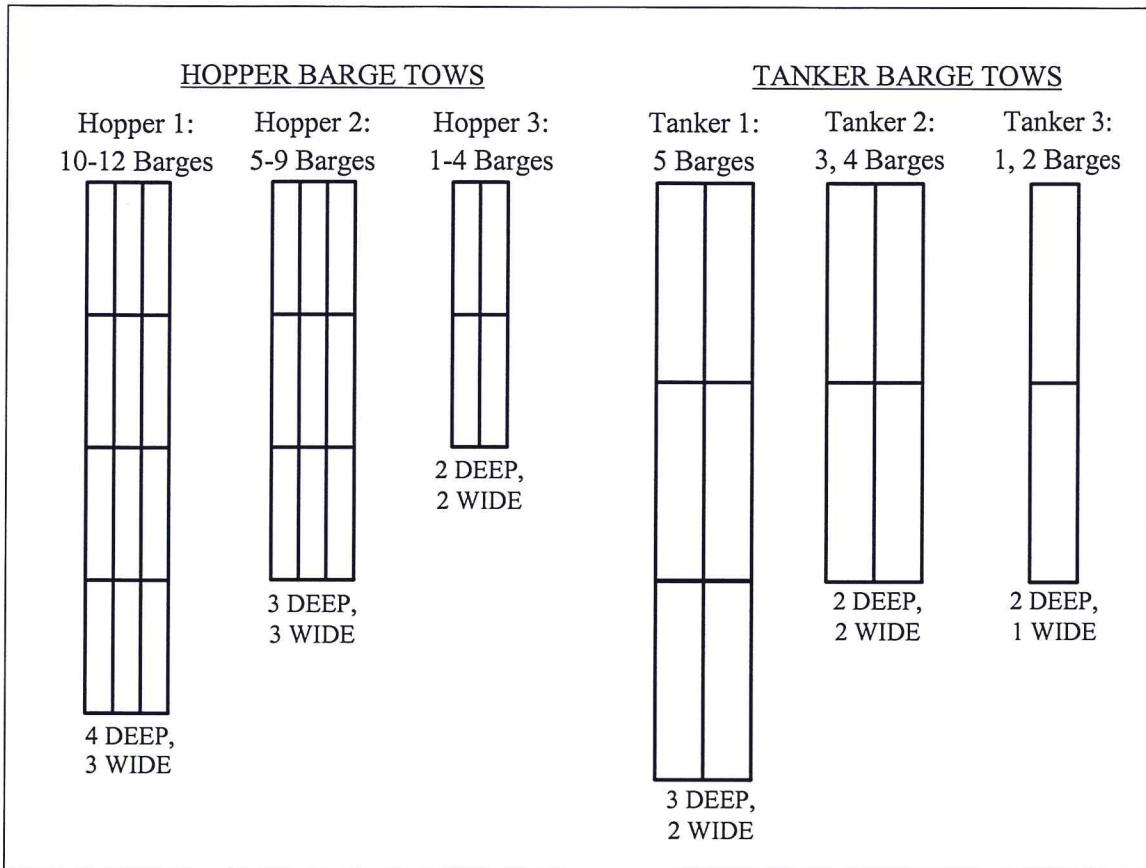 HOPPER BARGE TOWS
Hopper 1:
10-12 Barges
Hopper 2:
5-9 Barges
Hopper 3:
1-4 Barges
4 DEEP,
3 WIDE
3 DEEP,
3 WIDE
2 DEEP,
2 WIDE
TANKER BARGE TOWS
Tanker 1:
5 Barges
Tanker 2:
3, 4 Barges
Tanker 3:
1, 2 Barges
3 DEEP,
2 WIDE
2 DEEP,
2 WIDE
2 DEEP,
1 WIDE